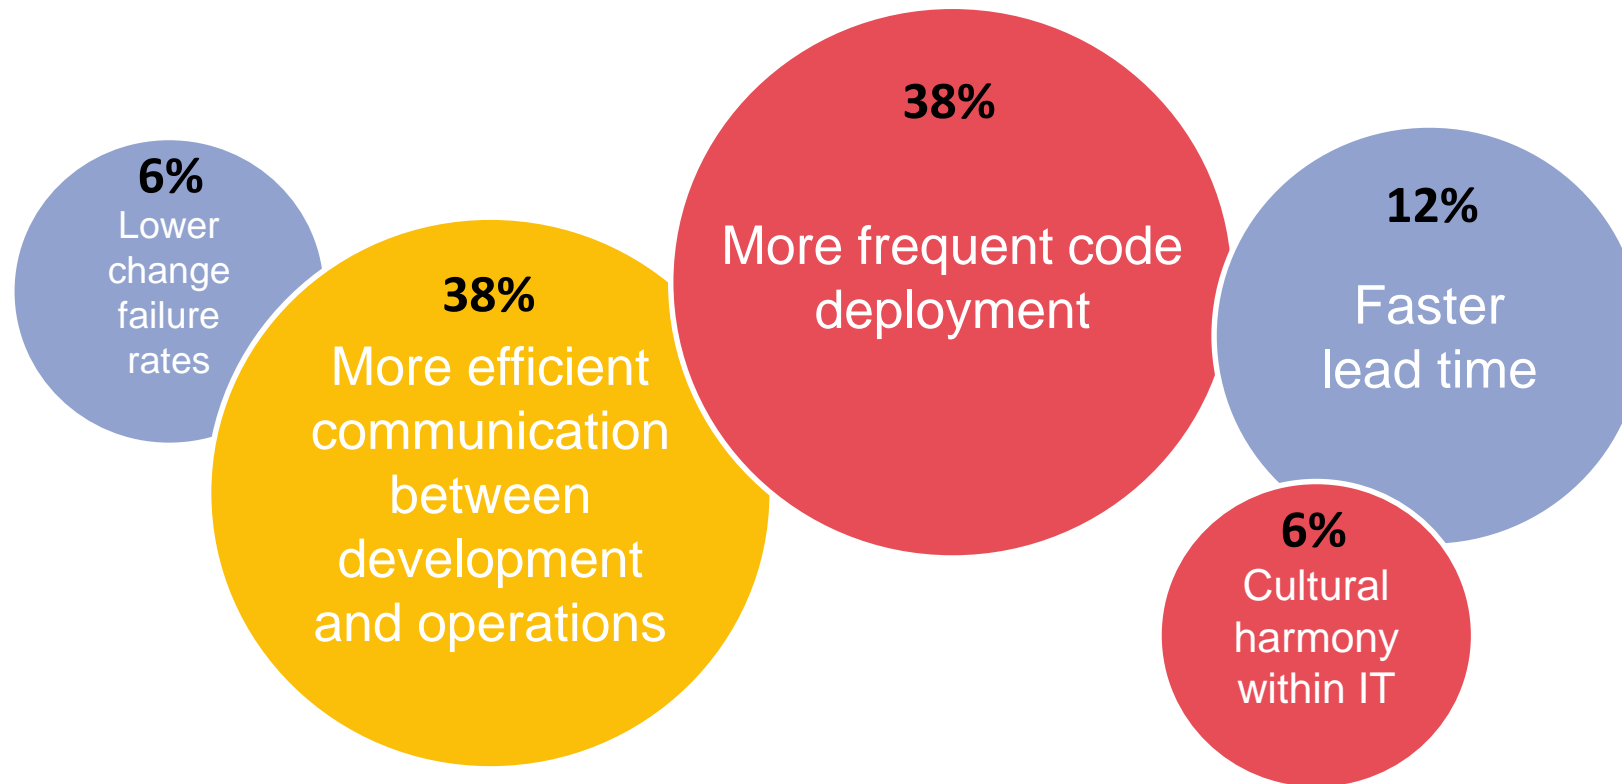 6%
Lower
change
failure
rates
38%
More efficient
communication
between
development
and operations
38%
More frequent code
deployment
12%
Faster
lead time
6%
Cultural
harmony
within IT